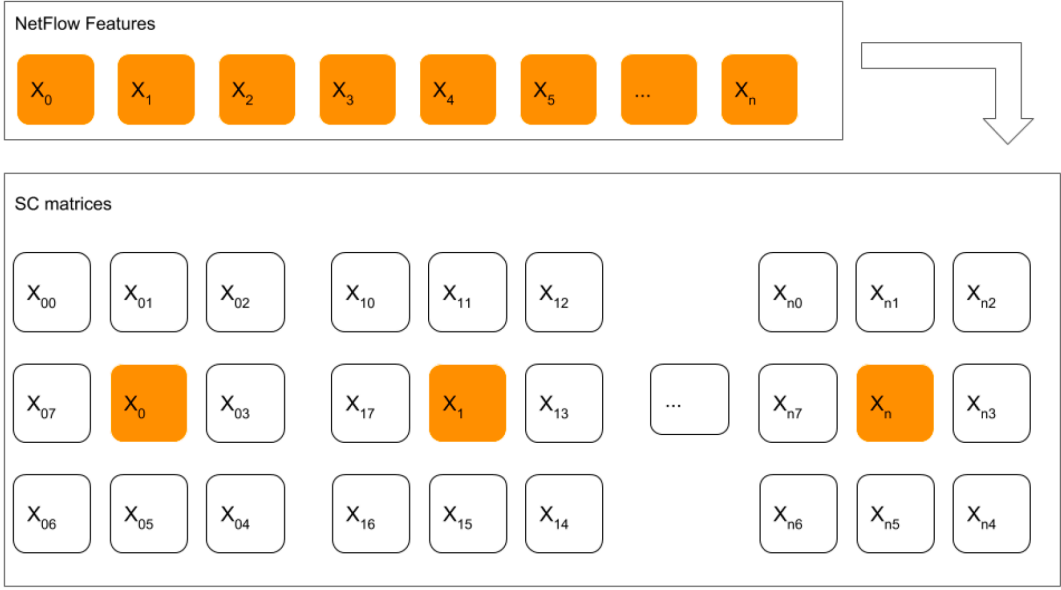 NetFlow Features
X0 X1 X2 X3 X4 X5 ... Xn
SC matrices
X00 X01 X02 X10 X11 X12 Xn0 Xn1 Xn2
X07 X0 X03 X17 X1 X13 ... Xn7 Xn Xn3
X06 X05 X04 X16 X15 X14 Xn6 Xn5 Xn4